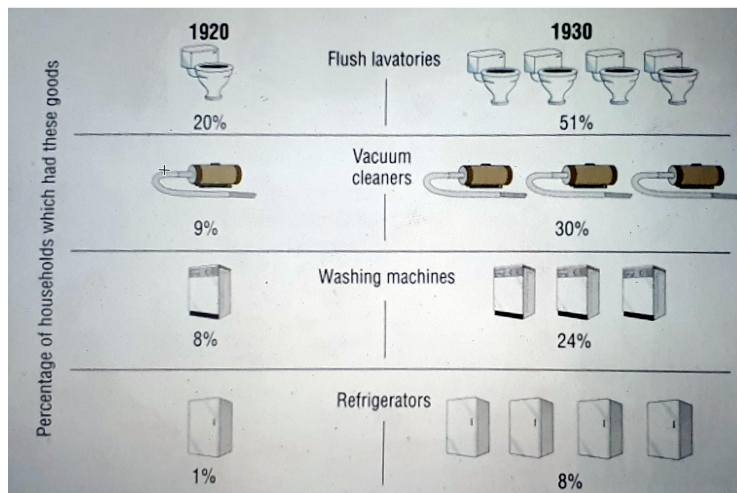 Percentage of households which had these goods
1920
1930
Flush lavatories
20%
51%
Vacuum
cleaners
9%
30%
Washing machines
8%
24%
Refrigerators
1%
8%